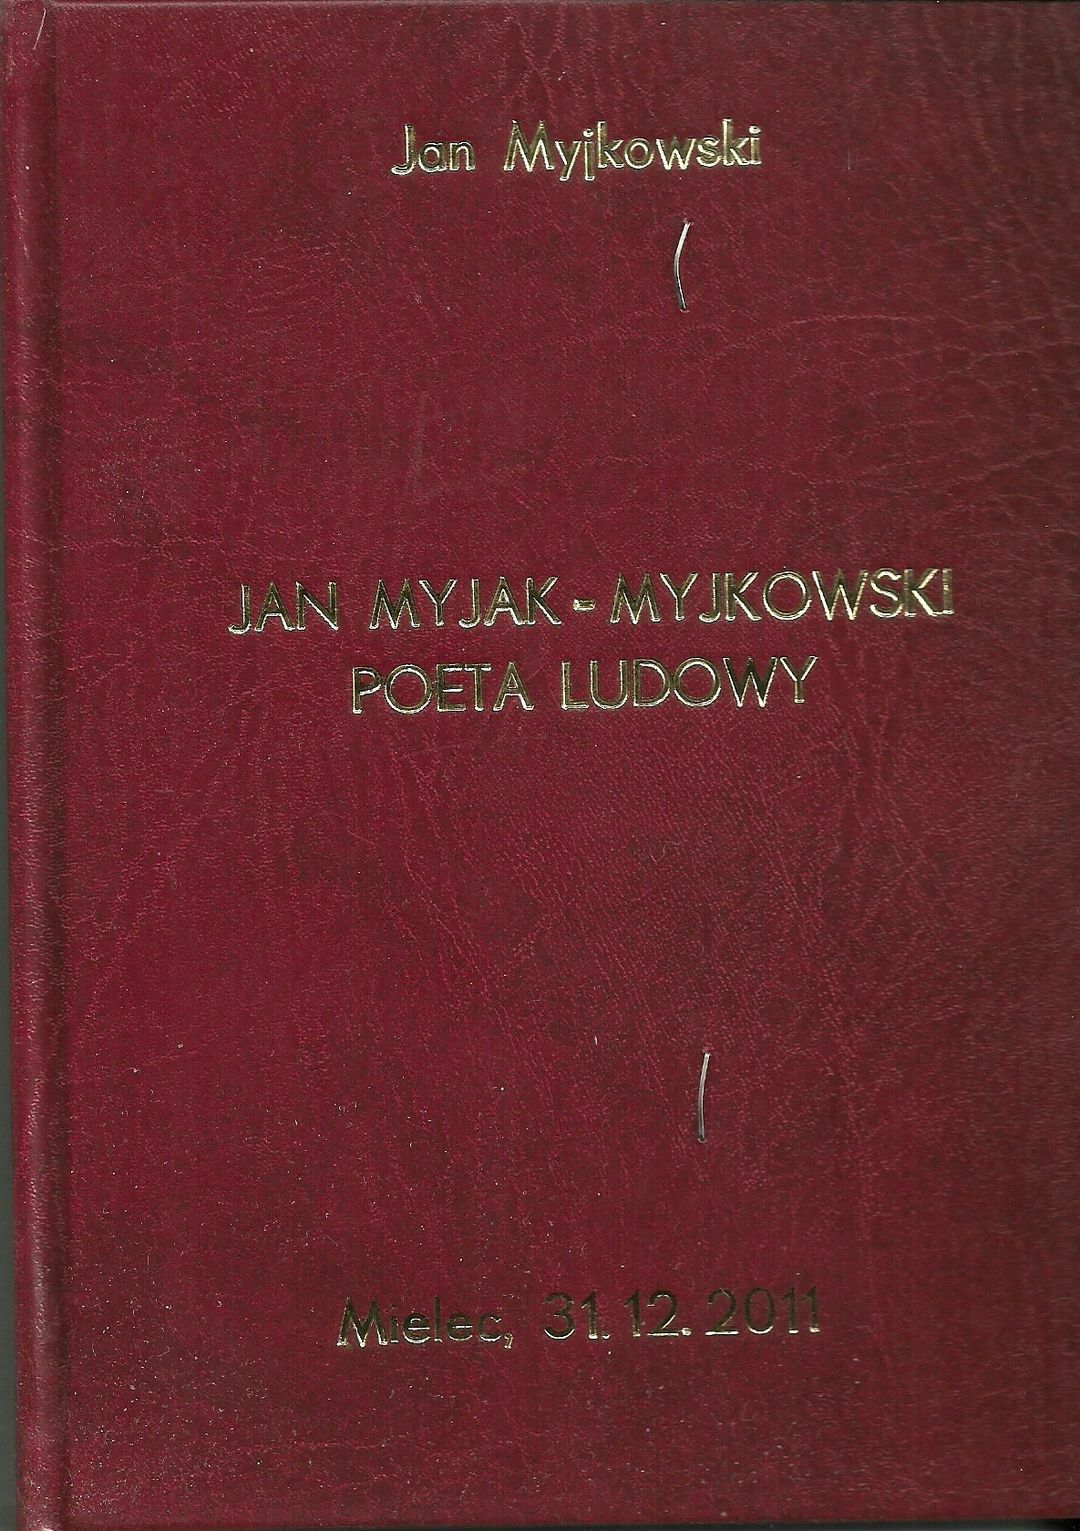 Jan Myjkowski
JAN MYJAK-MYJKOWSKI
POETA LUDOWY
Mielec, 31.12.2011